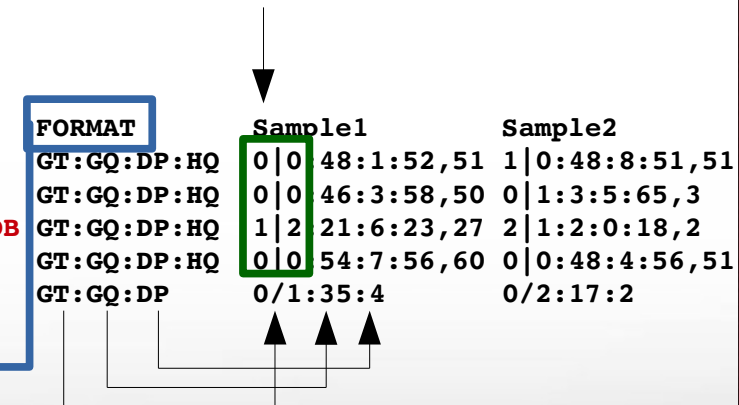 FORMAT Sample1 Sample2
GT:GQ:DP:HQ 0|0:48:1:52,51 1|0:48:8:51,51
GT:GQ:DP:HQ 0|0:46:3:58,50 0|1:3:5:65,3
DB GT:GQ:DP:HQ 1|2:21:6:23,27 2|1:2:0:18,2
GT:GQ:DP:HQ 0|0:54:7:56,60 0|0:48:4:56,51
GT:GQ:DP 0/1:35:4 0/2:17:2